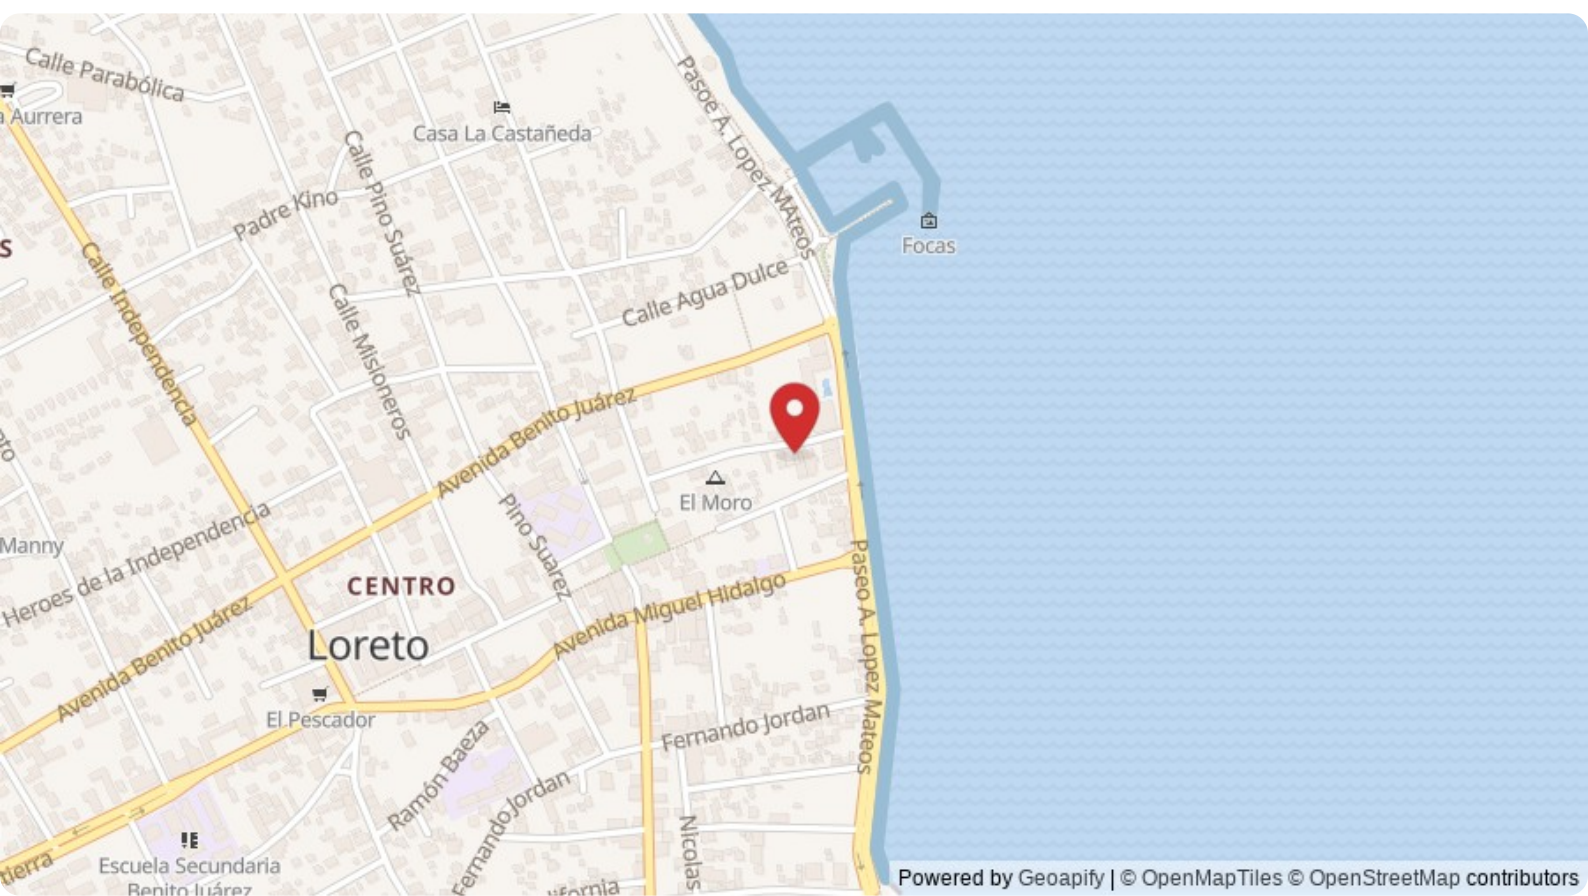 Calle Parabólica
a Aurrera
Casa La Castañeda
Pasoe A. Lopez MAteos
Calle Pino Suárez
Padre Kino
s
Focas
Calle Independencia
Calle Agua Dulce
Calle Misioneros
Avenida Benito Juárez
nto
El Moro
Pino Suarez
Heroes de la Independencia
Manny
CENTRO
Paseo A. Lopez Mateos
Avenida Miguel Hidalgo
Avenida Benito Juárez
Loreto
El Pescador
Fernando Jordan
Ramón Baeza
Fernando Jordan
Nicolas
Escuela Secundaria
Benito Juárez
tierra
lifornia
Powered by Geoapify | © OpenMapTiles © OpenStreetMap contributors